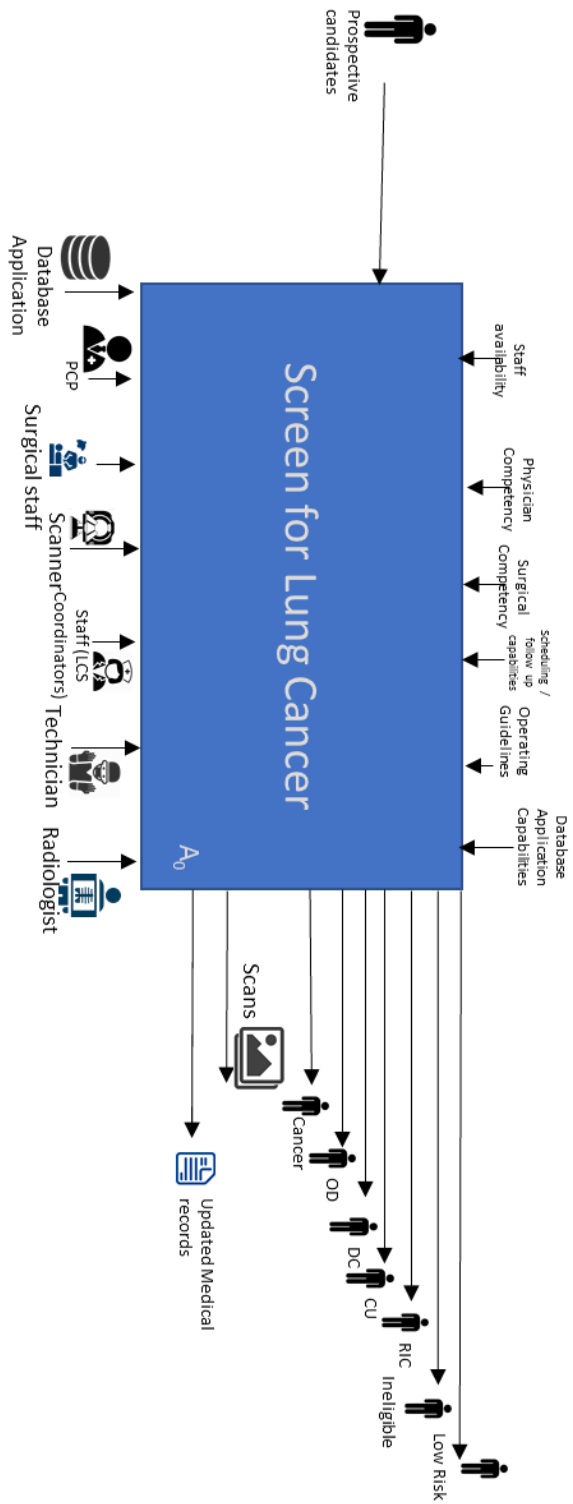 Prospective
candidates
Staff
availability
Physician
Competency
Surgical
Competency
Scheduling /
follow up
capabilities
Operating
Guidelines
Database
Application
Capabilities
Screen for Lung Cancer
A0
Database
Application
PCP
Surgical staff
Scanner
Staff (LCS
Coordinators)
Technician
Radiologist
Low Risk
Ineligible
RIC
CU
DC
OD
Cancer
Scans
Updated Medical
records